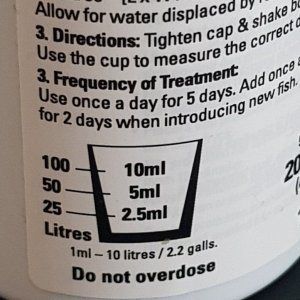 Allow for water displaced by
3. Directions: Tighten cap & shake
Use the cup to measure the correct
3. Frequency of Treatment:
Use once a day for 5 days. Add once
for 2 days when introducing new fish.
100 10ml
50 5ml
25 2.5ml
Litres
1ml – 10 litres / 2.2 galls.
Do not overdose
20